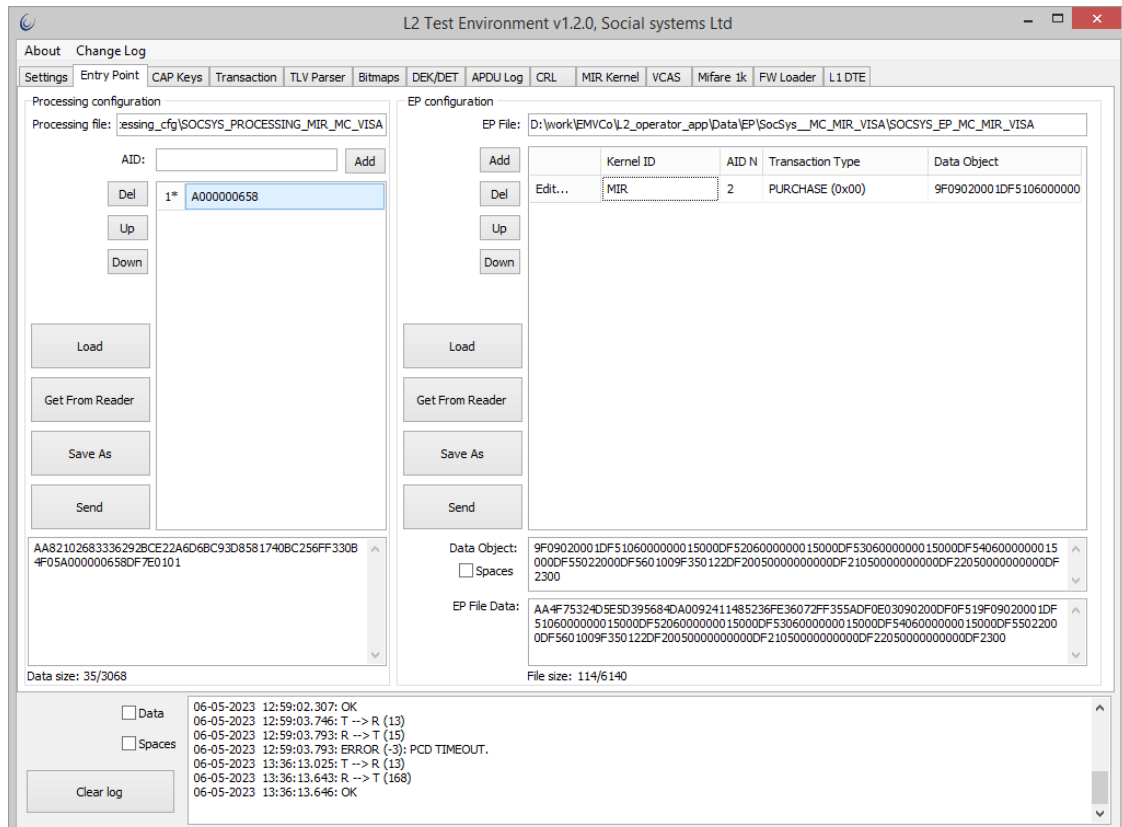 L2 Test Environment v1.2.0, Social systems Ltd
About Change Log
Settings Entry Point CAP Keys Transaction TLV Parser Bitmaps DEK/DET APDU Log CRL MIR Kernel VCAS Mifare 1k FW Loader L1 DTE
Processing configuration
Processing file: :essing_cfg\SOCSYS_PROCESSING_MIR_MC_VISA
AID: Add
Del 1* A000000658
Up
Down
Load
Get From Reader
Save As
Send
AA82102683336292BCE22A6D6BC93D8581740BC256FF330B
4F05A000000658DF7E0101
Data size: 35/3068
EP configuration
EP File: D:\work\EMVCo\L2_operator_app\Data\EP\SocSys__MC_MIR_VISA\SOCSYS_EP_MC_MIR_VISA
Add Kernel ID AID N Transaction Type Data Object
Del Edit... MIR 2 PURCHASE (0x00) 9F09020001DF5106000000
Up
Down
Load
Get From Reader
Save As
Send
Data Object: 9F09020001DF5106000000015000DF5206000000015000DF5306000000015000DF5406000000015
000DF55022000DF5601009F350122DF20050000000000DF21050000000000DF22050000000000DF
Spaces 2300
EP File Data: AA4F75324D5E5D395684DA0092411485236FE36072FF355ADF0E03090200DF0F519F09020001DF
5106000000015000DF5206000000015000DF5306000000015000DF5406000000015000DF5502200
0DF5601009F350122DF20050000000000DF21050000000000DF22050000000000DF2300
File size: 114/6140
Data
Spaces
Clear log
06-05-2023 12:59:02.307: OK
06-05-2023 12:59:03.746: T --> R (13)
06-05-2023 12:59:03.793: R --> T (15)
06-05-2023 12:59:03.793: ERROR (-3): PCD TIMEOUT.
06-05-2023 13:36:13.025: T --> R (13)
06-05-2023 13:36:13.643: R --> T (168)
06-05-2023 13:36:13.646: OK